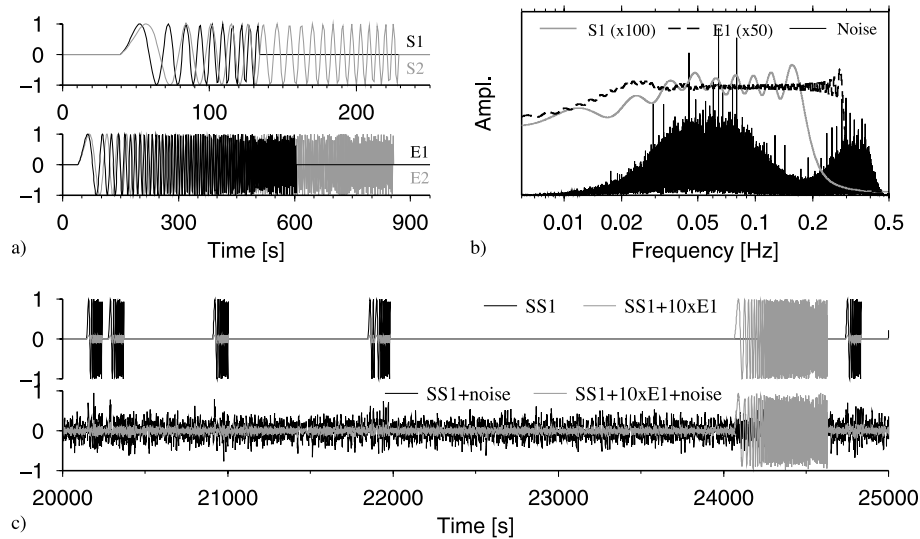 1
0
−1
S1
S2
0
100
200
1
0
−1
E1
E2
0
300
600
900
Time [s]
a)
S1 (x100)
E1 (x50)
Noise
Ampl.
0.01
0.02
0.05
0.1
0.2
0.5
Frequency [Hz]
b)
1
0
−1
SS1
SS1+10xE1
1
0
−1
SS1+noise
SS1+10xE1+noise
20000
21000
22000
23000
24000
25000
Time [s]
c)